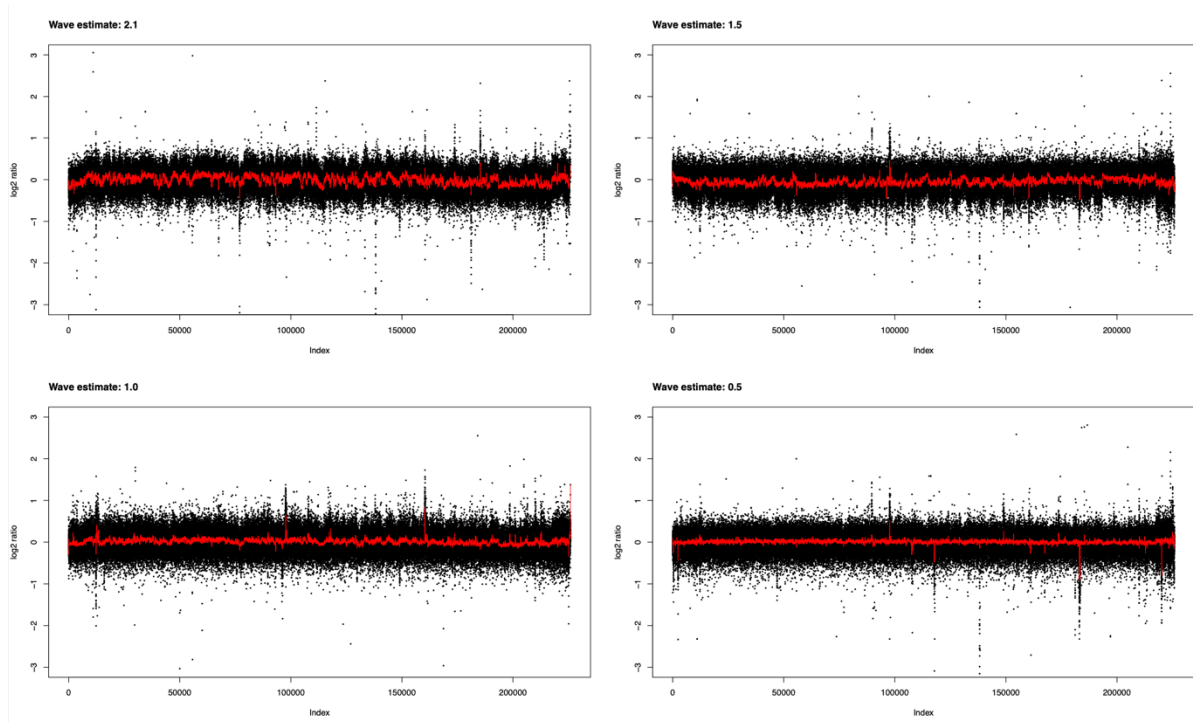 Wave estimate: 2.1
log2 ratio
3
2
1
0
-1
-2
-3
0 50000 100000 150000 200000
Index
Wave estimate: 1.5
log2 ratio
3
2
1
0
-1
-2
-3
0 50000 100000 150000 200000
Index
Wave estimate: 1.0
log2 ratio
3
2
1
0
-1
-2
-3
0 50000 100000 150000 200000
Index
Wave estimate: 0.5
log2 ratio
3
2
1
0
-1
-2
-3
0 50000 100000 150000 200000
Index